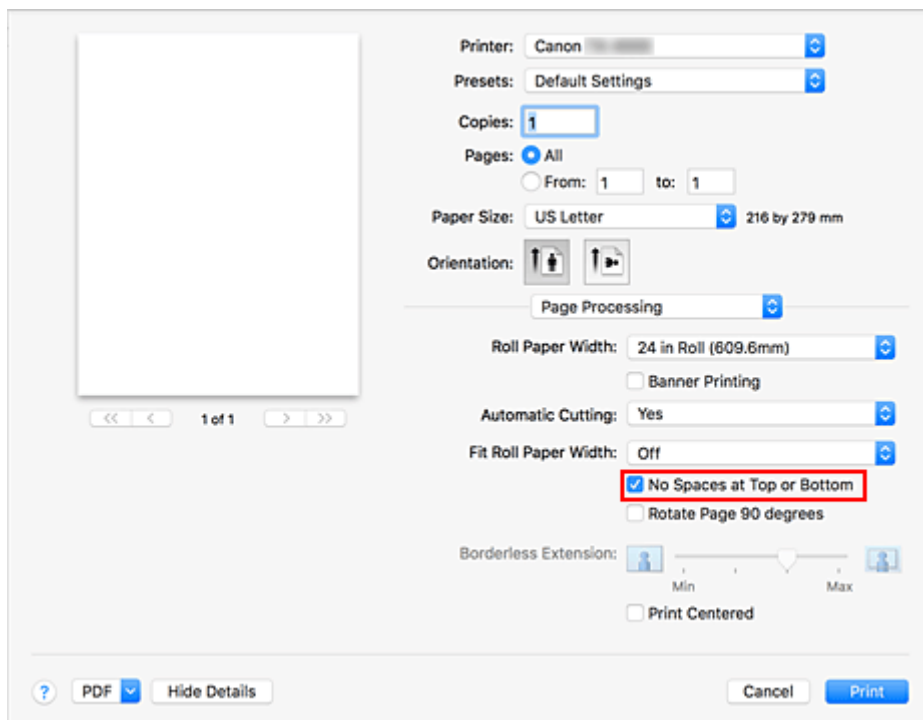 Printer: Canon
Presets: Default Settings
Copies: 1
Pages: All
From: 1 to: 1
Paper Size: US Letter 216 by 279 mm
Orientation:
Page Processing
Roll Paper Width: 24 in Roll (609.6mm)
Banner Printing
<< < 1 of 1 > >>
Automatic Cutting: Yes
Fit Roll Paper Width: Off
No Spaces at Top or Bottom
Rotate Page 90 degrees
Borderless Extension:
Min Max
Print Centered
? PDF Hide Details Cancel Print